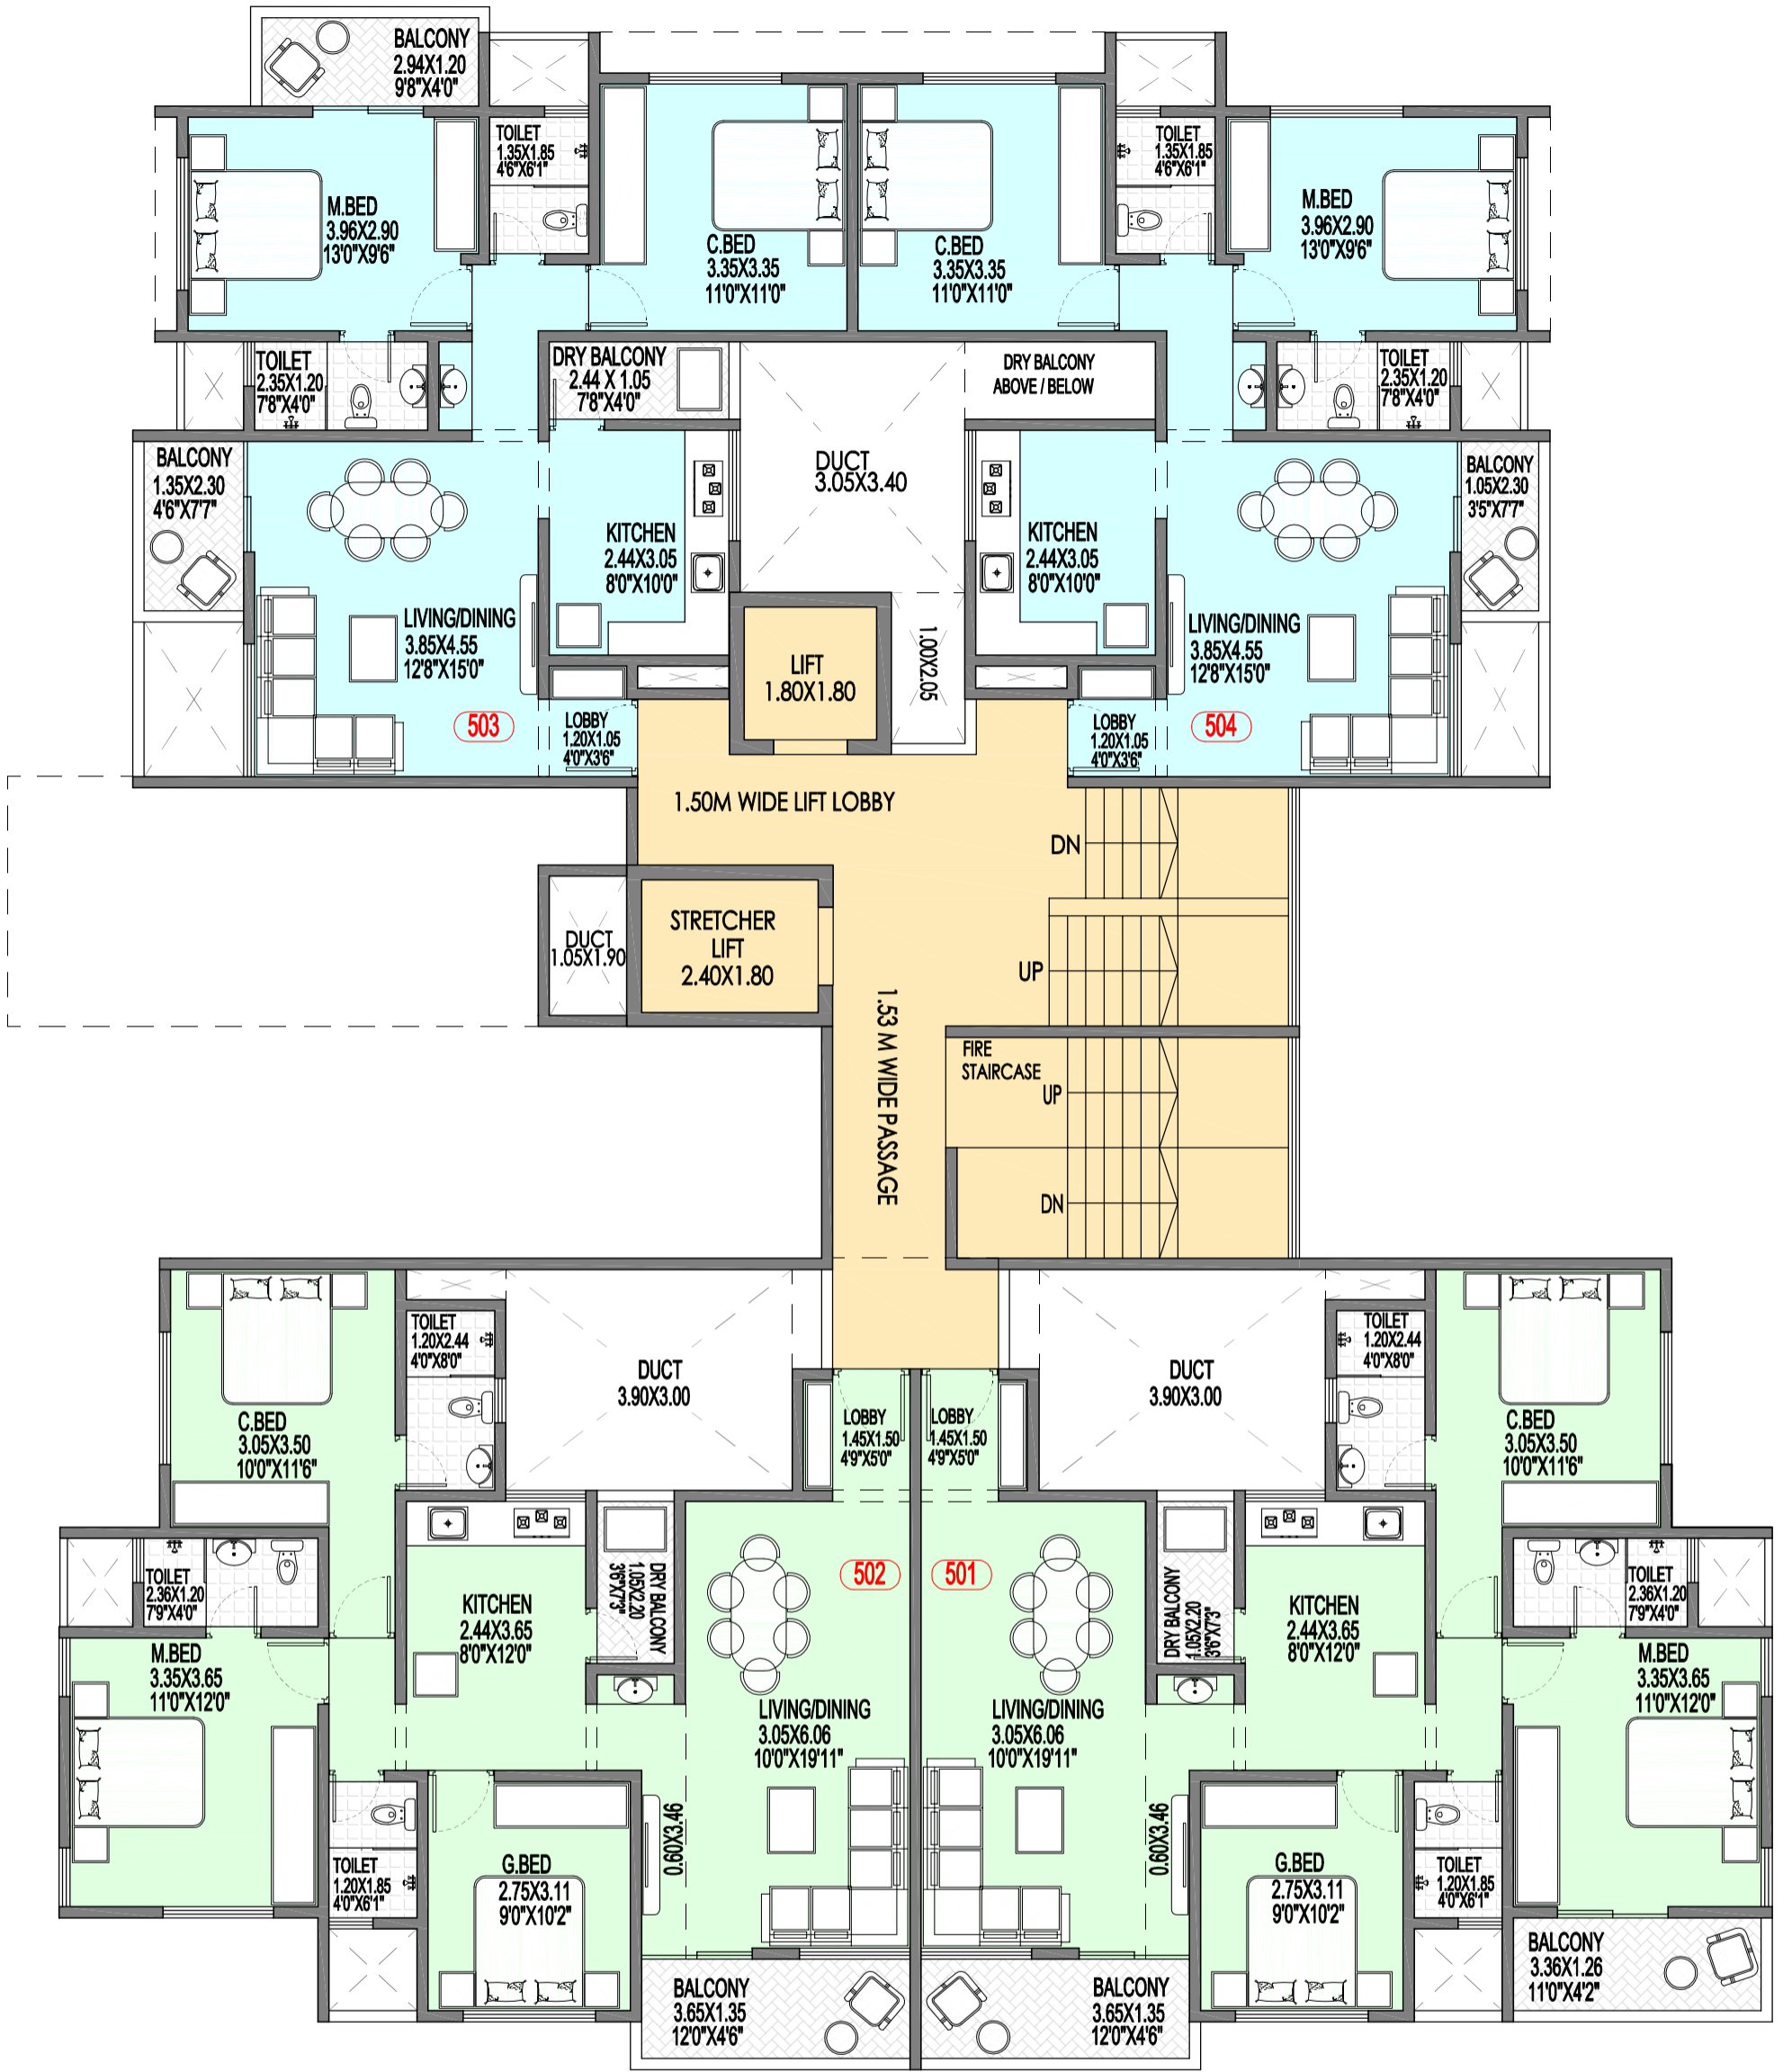 BALCONY
2.94X1.20
9'8"X4'0"
TOILET
1.35X1.85
4'6"X6'1"
TOILET
1.35X1.85
4'6"X6'1"
M.BED
3.96X2.90
13'0"X9'6"
C.BED
3.35X3.35
11'0"X11'0"
C.BED
3.35X3.35
11'0"X11'0"
M.BED
3.96X2.90
13'0"X9'6"
TOILET
2.35X1.20
7'8"X4'0"
DRY BALCONY
2.44 X 1.05
7'8"X4'0"
DRY BALCONY
ABOVE / BELOW
TOILET
2.35X1.20
7'8"X4'0"
BALCONY
1.35X2.30
4'6"X7'7"
DUCT
3.05X3.40
BALCONY
1.05X2.30
3'5"X7'7"
KITCHEN
2.44X3.05
8'0"X10'0"
KITCHEN
2.44X3.05
8'0"X10'0"
LIVING/DINING
3.85X4.55
12'8"X15'0"
LIFT
1.80X1.80
1.00X2.05
LIVING/DINING
3.85X4.55
12'8"X15'0"
503
LOBBY
1.20X1.05
4'0"X3'6"
LOBBY
1.20X1.05
4'0"X3'6"
504
1.50M WIDE LIFT LOBBY
DN
STRETCHER
LIFT
2.40X1.80
DUCT
1.05X1.90
UP
1.53 M WIDE PASSAGE
FIRE
STAIRCASE
UP
DN
TOILET
1.20X2.44
4'0"X8'0"
DUCT
3.90X3.00
DUCT
3.90X3.00
TOILET
1.20X2.44
4'0"X8'0"
C.BED
3.05X3.50
10'0"X11'6"
LOBBY
1.45X1.50
4'9"X5'0"
LOBBY
1.45X1.50
4'9"X5'0"
C.BED
3.05X3.50
10'0"X11'6"
TOILET
2.36X1.20
7'9"X4'0"
KITCHEN
2.44X3.65
8'0"X12'0"
DRY BALCONY
1.05X2.20
3'6"X7'3"
502
501
DRY BALCONY
1.05X2.20
3'6"X7'3"
KITCHEN
2.44X3.65
8'0"X12'0"
TOILET
2.36X1.20
7'9"X4'0"
M.BED
3.35X3.65
11'0"X12'0"
LIVING/DINING
3.05X6.06
10'0"X19'11"
LIVING/DINING
3.05X6.06
10'0"X19'11"
M.BED
3.35X3.65
11'0"X12'0"
TOILET
1.20X1.85
4'0"X6'1"
G.BED
2.75X3.11
9'0"X10'2"
0.60X3.46
0.60X3.46
G.BED
2.75X3.11
9'0"X10'2"
TOILET
1.20X1.85
4'0"X6'1"
BALCONY
3.65X1.35
12'0"X4'6"
BALCONY
3.65X1.35
12'0"X4'6"
BALCONY
3.36X1.26
11'0"X4'2"